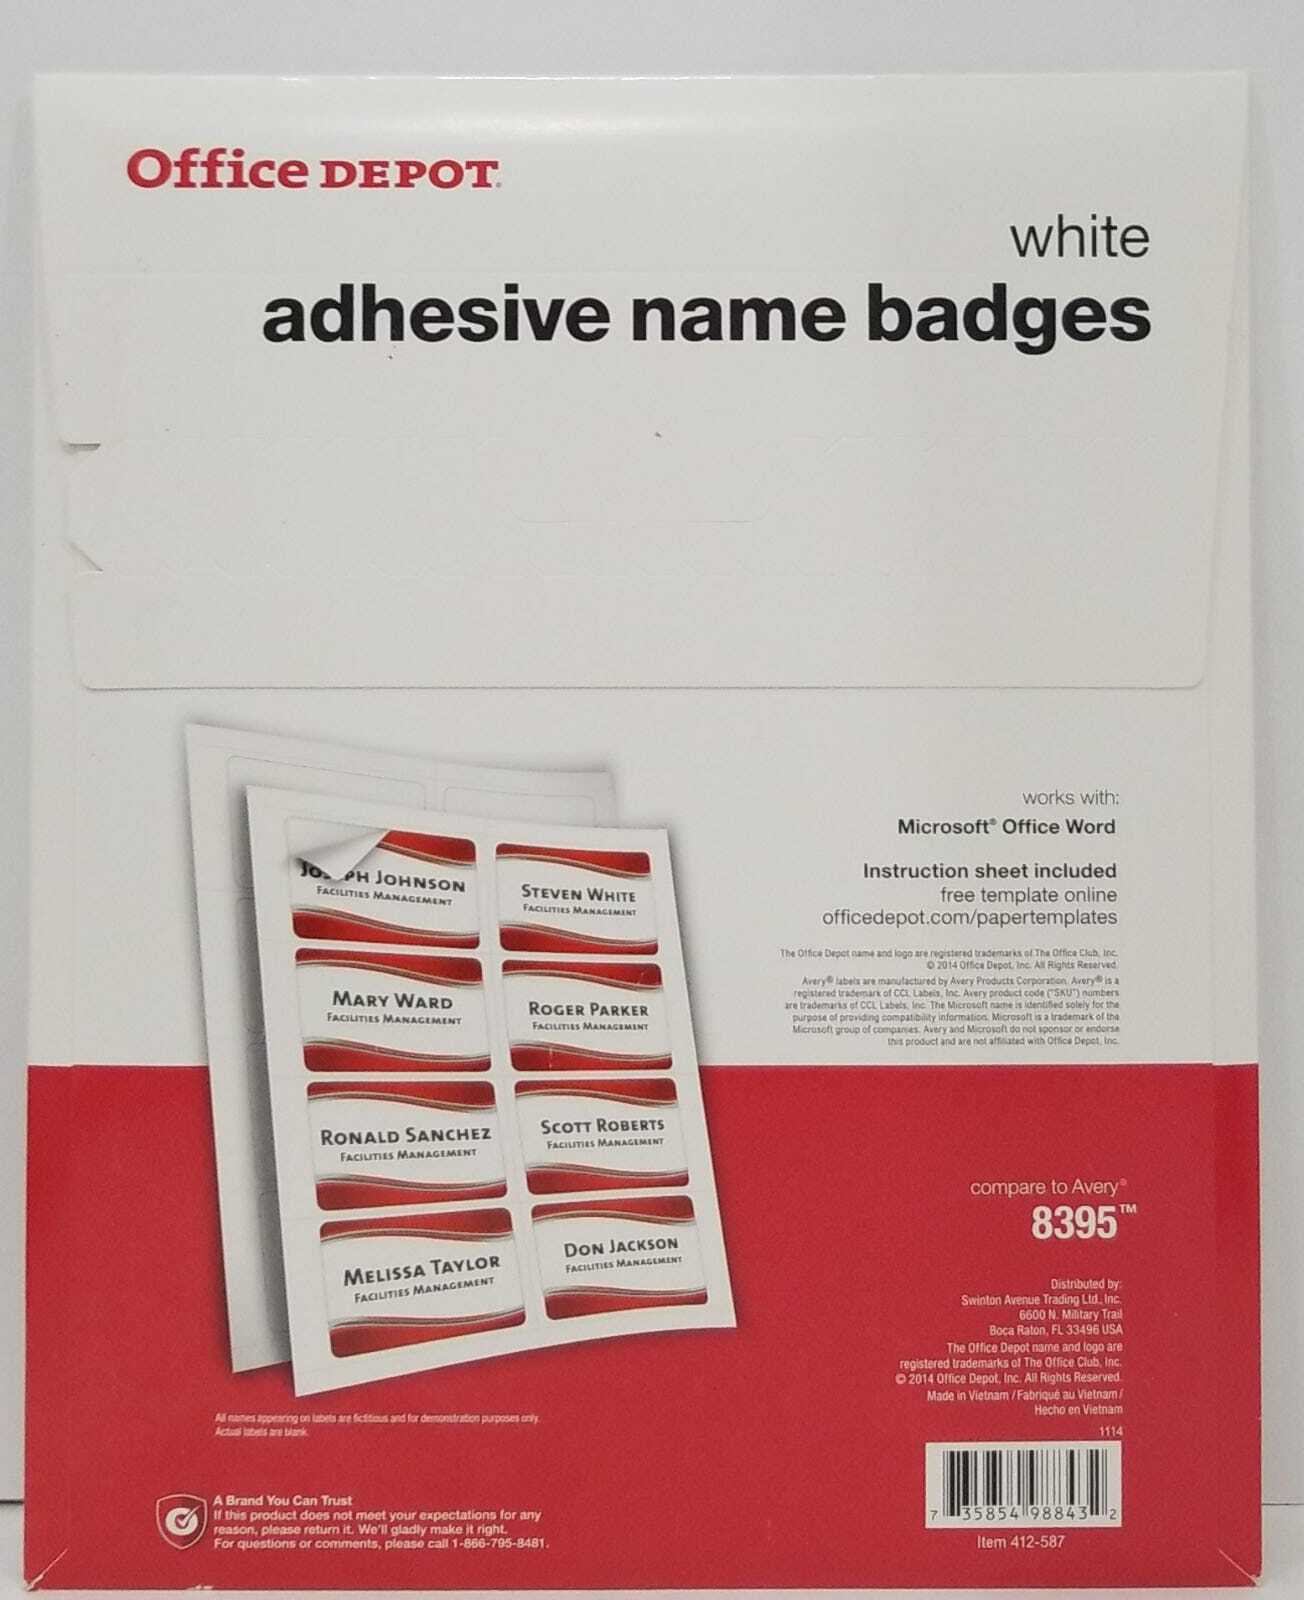 Office DEPOT
white
adhesive name badges
works with:
Microsoft® Office Word
Instruction sheet included
free template online
officedepot.com/papertemplates
The Office Depot name and logo are registered trademarks of The Office Club, Inc.
© 2014 Office Depot, Inc. All Rights Reserved.
Avery® labels are manufactured by Avery Products Corporation. Avery® is a
registered trademark of CCL Labels, Inc. Avery product code ("SKU") numbers
are trademarks of CCL Labels, Inc. The Microsoft name is identified solely for the
purpose of providing compatibility information. Microsoft is a trademark of the
Microsoft group of companies. Avery and Microsoft do not sponsor or endorse
this product and are not affiliated with Office Depot, Inc.
JOHNSON
FACILITIES MANAGEMENT
STEVEN WHITE
FACILITIES MANAGEMENT
MARY WARD
FACILITIES MANAGEMENT
ROGER PARKER
FACILITIES MANAGEMENT
RONALD SANCHEZ
FACILITIES MANAGEMENT
SCOTT ROBERTS
FACILITIES MANAGEMENT
MELISSA TAYLOR
FACILITIES MANAGEMENT
DON JACKSON
FACILITIES MANAGEMENT
All names appearing on labels are fictitious and for demonstration purposes only.
Actual labels are blank.
compare to Avery®
8395™
Distributed by:
Swinton Avenue Trading Ltd., Inc.
6600 N. Military Trail
Boca Raton, FL 33496 USA
The Office Depot name and logo are
registered trademarks of The Office Club, Inc.
© 2014 Office Depot, Inc. All Rights Reserved.
Made in Vietnam / Fabriqué au Vietnam /
Hecho en Vietnam
1114
7 35854 98843 2
Item 412-587
A Brand You Can Trust
If this product does not meet your expectations for any
reason, please return it. We'll gladly make it right.
For questions or comments, please call 1-866-795-8481.